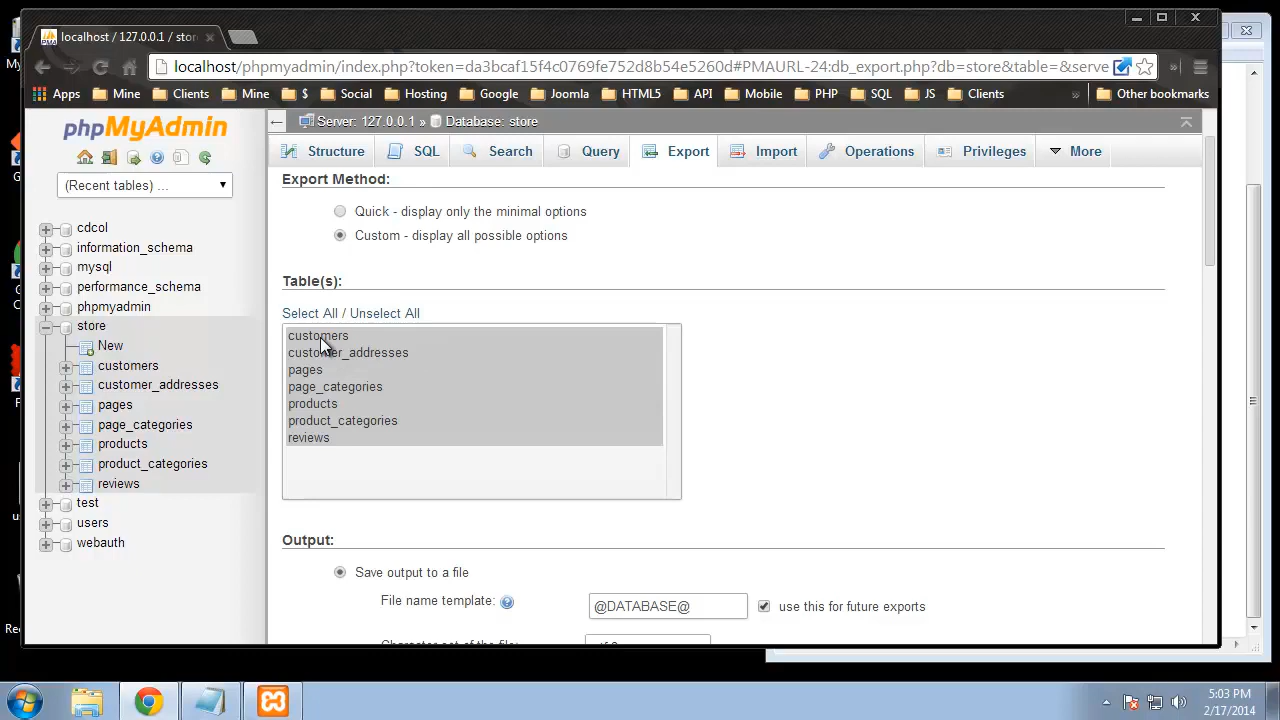 localhost / 127.0.0.1 / stor
localhost/phpmyadmin/index.php?token=da3bcaf15f4c0769fe752d8b54e5260d#PMAURL-24:db_export.php?db=store&table=&serve
Apps Mine Clients Mine $ Social Hosting Google Joomla HTML5 API Mobile PHP SQL JS Clients » Other bookmarks
phpMyAdmin
(Recent tables) ...
cdcol
information_schema
mysql
performance_schema
phpmyadmin
store
New
customers
customer_addresses
pages
page_categories
products
product_categories
reviews
test
users
webauth
Server: 127.0.0.1 » Database: store
Structure SQL Search Query Export Import Operations Privileges More
Export Method:
Quick - display only the minimal options
Custom - display all possible options
Table(s):
Select All / Unselect All
customers
customer_addresses
pages
page_categories
products
product_categories
reviews
Output:
Save output to a file
File name template: @DATABASE@ use this for future exports
Character set of the file:
5:03 PM
2/17/2014